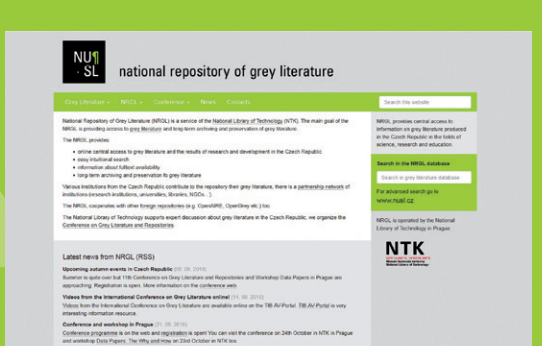 NU¶
SL
national repository of grey literature
Grey Literature NRGL Conference News Contacts
Search this website
National Repository of Grey Literature (NRGL) is a service of the National Library of Technology (NTK). The main goal of the
NRGL is providing access to grey literature and long-term archiving and preservation of grey literature.
The NRGL provides:
• online central access to grey literature and the results of research and development in the Czech Republic
• easy intuitional search
• information about fulltext availability
• long-term archiving and preservation fo grey literature
Various institutions from the Czech Republic contribute to the repository their grey literature, there is a partnership network of
institutions (research institutions, universities, libraries, NGOs...).
The NRGL cooperates with other foreign repositories (e.g. OpenAIRE, OpenGrey etc.) too.
The National Library of Technology supports expert discussion about grey literature in the Czech Republic, we organize the
Conference on Grey Literature and Repositories.
NRGL provides central access to
information on grey literature produced
in the Czech Republic in the fields of
science, research and education.
Search in the NRGL database
Search in grey literature database
For advanced search go to
www.nusl.cz
NRGL is operated by the National
Library of Technology in Prague
NTK
National Library of Technology
Latest news from NRGL (RSS)
Upcoming autumn events in Czech Republic
Summer is quite over but 11th Conference on Grey Literature and Repositories and Workshop Data Papers in Prague are
approaching. Registration is open. More information on the conference web.
Videos from the International Conference on Grey Literature online!
Videos from the International Conference on Grey Literature are available online on the TIB AV-Portal. TIB AV-Portal is very
interesting information resource.
Conference and workshop in Prague
Conference programme is on the web and registration is open! You can visit the conference on 24th October in NTK in Prague
and workshop Data Papers. The Why and How on 23rd October in NTK too.